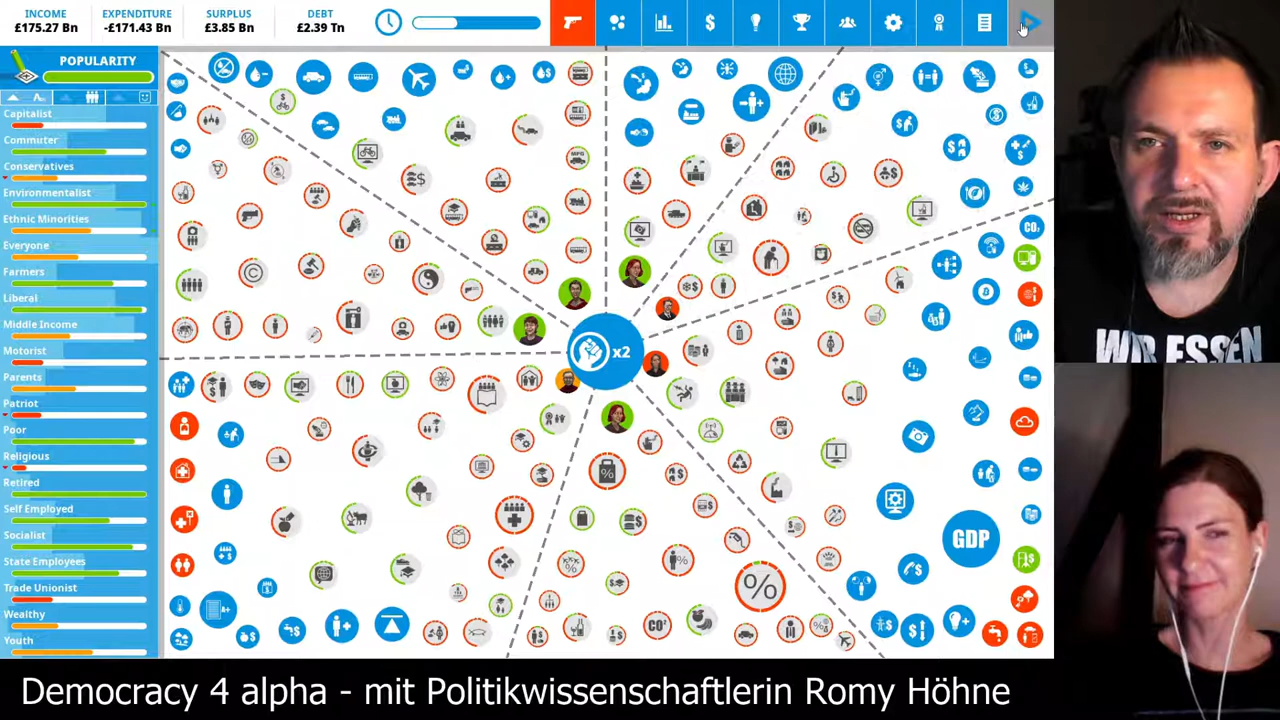 INCOME
£175.27 Bn
EXPENDITURE
-£171.43 Bn
SURPLUS
£3.85 Bn
DEBT
£2.39 Tn
POPULARITY
Capitalist
Commuter
Conservatives
Environmentalist
Ethnic Minorities
Everyone
Farmers
Liberal
Middle Income
Motorist
Parents
Patriot
Poor
Religious
Retired
Self Employed
Socialist
State Employees
Trade Unionist
Wealthy
Youth
x2
CO₂
GDP
%
CO²
A+
WIR ESSEN
Democracy 4 alpha - mit Politikwissenschaftlerin Romy Höhne